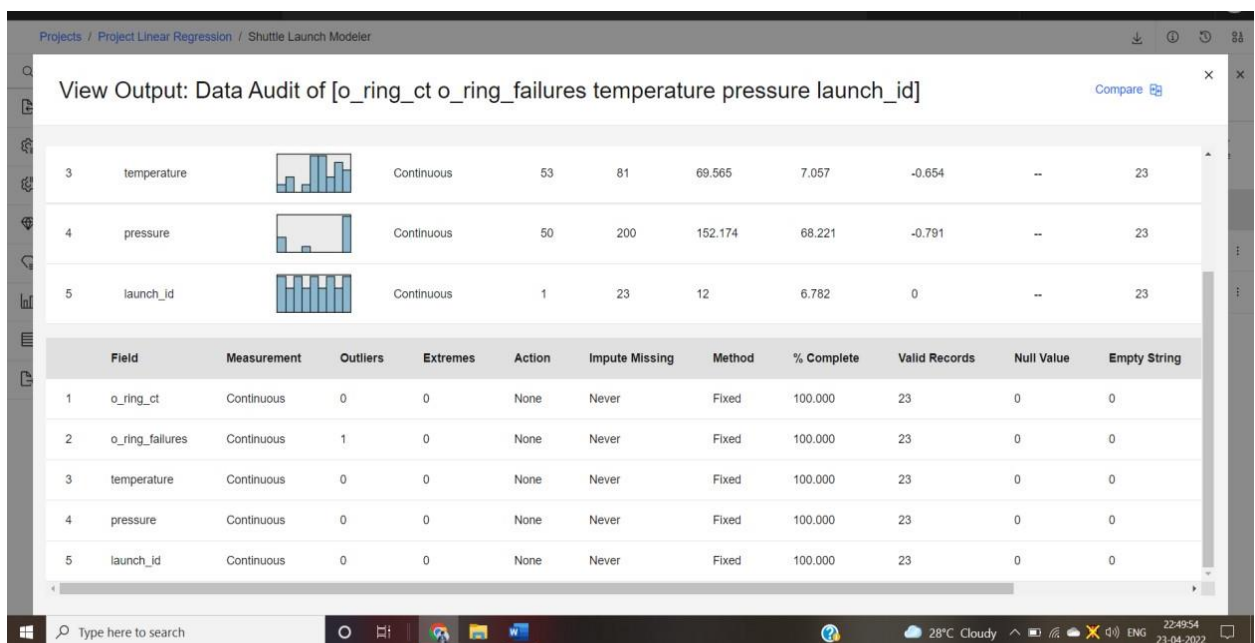 Projects / Project Linear Regression / Shuttle Launch Modeler
View Output: Data Audit of [o_ring_ct o_ring_failures temperature pressure launch_id]
Compare
3 temperature Continuous 53 81 69.565 7.057 -0.654 -- 23
4 pressure Continuous 50 200 152.174 68.221 -0.791 -- 23
5 launch_id Continuous 1 23 12 6.782 0 -- 23
Field Measurement Outliers Extremes Action Impute Missing Method % Complete Valid Records Null Value Empty String
1 o_ring_ct Continuous 0 0 None Never Fixed 100.000 23 0 0
2 o_ring_failures Continuous 1 0 None Never Fixed 100.000 23 0 0
3 temperature Continuous 0 0 None Never Fixed 100.000 23 0 0
4 pressure Continuous 0 0 None Never Fixed 100.000 23 0 0
5 launch_id Continuous 0 0 None Never Fixed 100.000 23 0 0
Type here to search
28°C Cloudy
ENG
22:49:54
23-04-2022